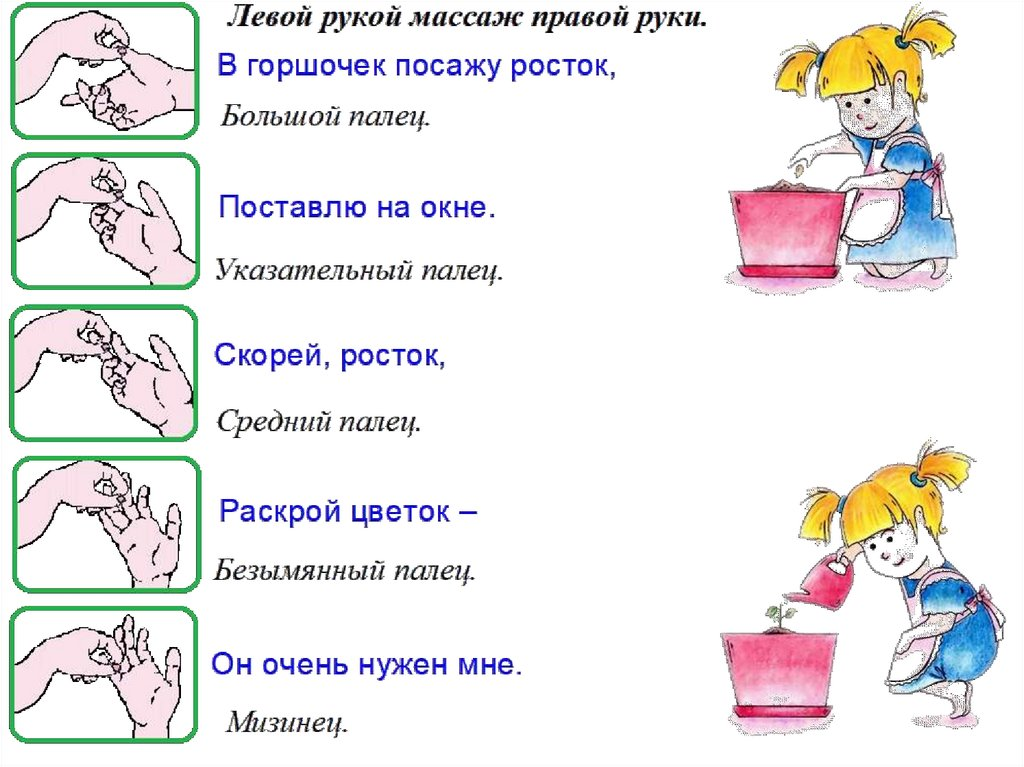 Левой рукой массаж правой руки.
В горшочек посажу росток,
Большой палец.
Поставлю на окне.
Указательный палец.
Скорей, росток,
Средний палец.
Раскрой цветок –
Безымянный палец.
Он очень нужен мне.
Мизинец.